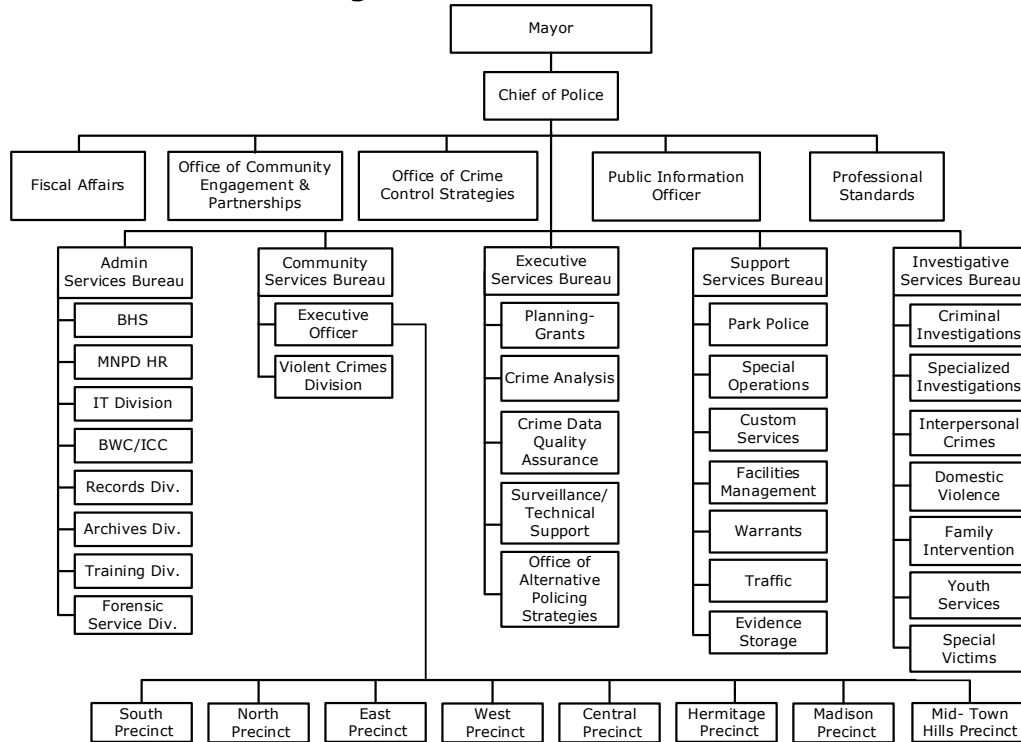 Mayor
Chief of Police
Fiscal Affairs
Office of Community
Engagement &
Partnerships
Office of Crime
Control Strategies
Public Information
Officer
Professional
Standards
Admin
Services Bureau
BHS
MNPD HR
IT Division
BWC/ICC
Records Div.
Archives Div.
Training Div.
Forensic
Service Div.
Community
Services Bureau
Executive
Officer
Violent Crimes
Division
Executive
Services Bureau
Planning-
Grants
Crime Analysis
Crime Data
Quality
Assurance
Surveillance/
Technical
Support
Office of
Alternative
Policing
Strategies
Support
Services Bureau
Park Police
Special
Operations
Custom
Services
Facilities
Management
Warrants
Traffic
Evidence
Storage
Investigative
Services Bureau
Criminal
Investigations
Specialized
Investigations
Interpersonal
Crimes
Domestic
Violence
Family
Intervention
Youth
Services
Special
Victims
South
Precinct
North
Precinct
East
Precinct
West
Precinct
Central
Precinct
Hermitage
Precinct
Madison
Precinct
Mid- Town
Hills Precinct